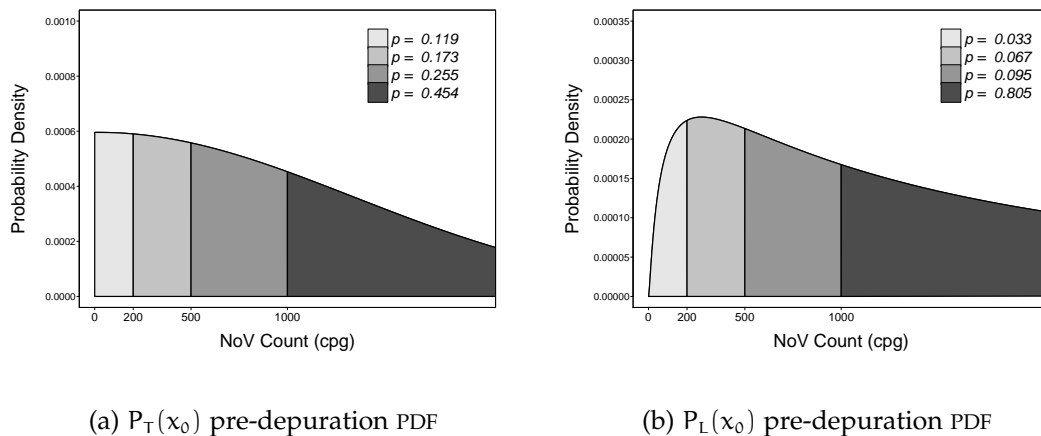 0.0010
0.0008
0.0006
0.0004
0.0002
0.0000
Probability Density
p = 0.119
p = 0.173
p = 0.255
p = 0.454
0 200 500 1000
NoV Count (cpg)
(a) P_T(x_0) pre-depuration PDF
0.00035
0.00030
0.00025
0.00020
0.00015
0.00010
0.00005
0.00000
Probability Density
p = 0.033
p = 0.067
p = 0.095
p = 0.805
0 200 500 1000
NoV Count (cpg)
(b) P_L(x_0) pre-depuration PDF